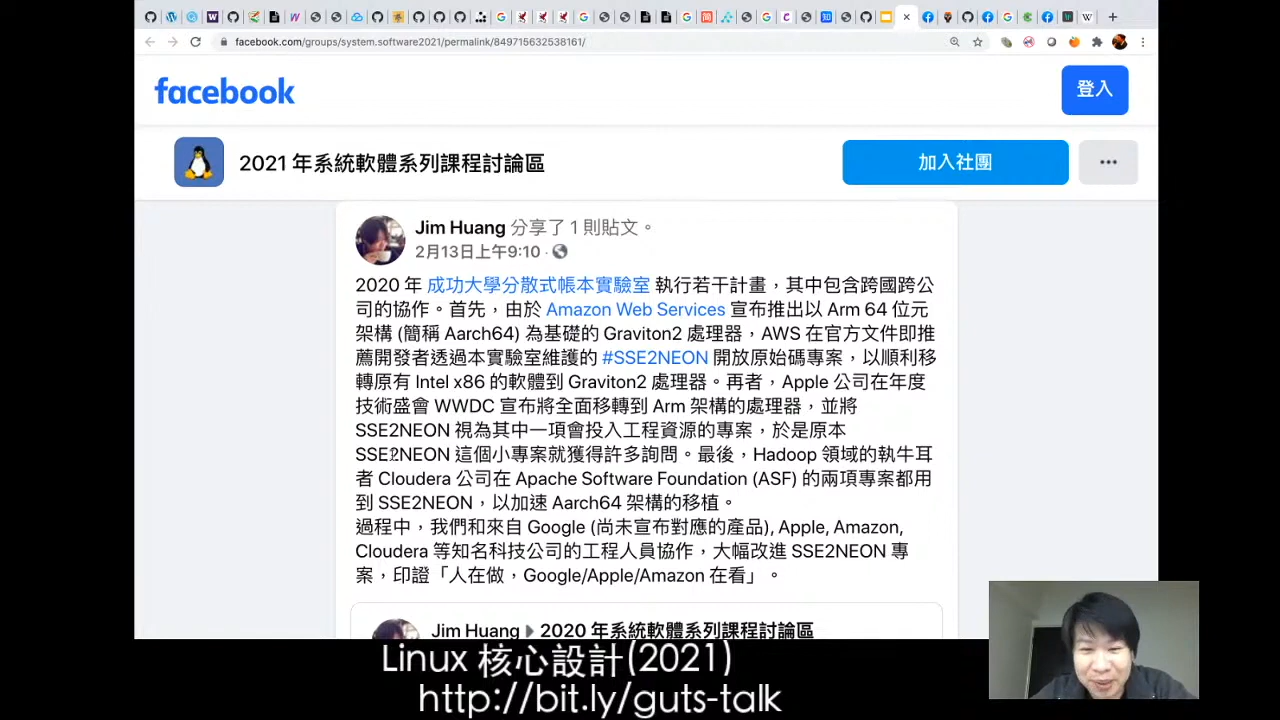 facebook.com/groups/system.software2021/permalink/849715632538161/
facebook
登入
2021 年系統軟體系列課程討論區
加入社團
Jim Huang 分享了 1 則貼文。
2月13日上午9:10 ·
2020 年 成功大學分散式帳本實驗室 執行若干計畫，其中包含跨國跨公
司的協作。首先，由於 Amazon Web Services 宣布推出以 Arm 64 位元
架構 (簡稱 Aarch64) 為基礎的 Graviton2 處理器，AWS 在官方文件即推
薦開發者透過本實驗室維護的 #SSE2NEON 開放原始碼專案，以順利移
轉原有 Intel x86 的軟體到 Graviton2 處理器。再者，Apple 公司在年度
技術盛會 WWDC 宣布將全面移轉到 Arm 架構的處理器，並將
SSE2NEON 視為其中一項會投入工程資源的專案，於是原本
SSE2NEON 這個小專案就獲得許多詢問。最後，Hadoop 領域的執牛耳
者 Cloudera 公司在 Apache Software Foundation (ASF) 的兩項專案都用
到 SSE2NEON，以加速 Aarch64 架構的移植。
過程中，我們和來自 Google (尚未宣布對應的產品), Apple, Amazon,
Cloudera 等知名科技公司的工程人員協作，大幅改進 SSE2NEON 專
案，印證「人在做，Google/Apple/Amazon 在看」。
Jim Huang ▸ 2020 年系統軟體系列課程討論區
Linux 核心設計(2021)
http://bit.ly/guts-talk